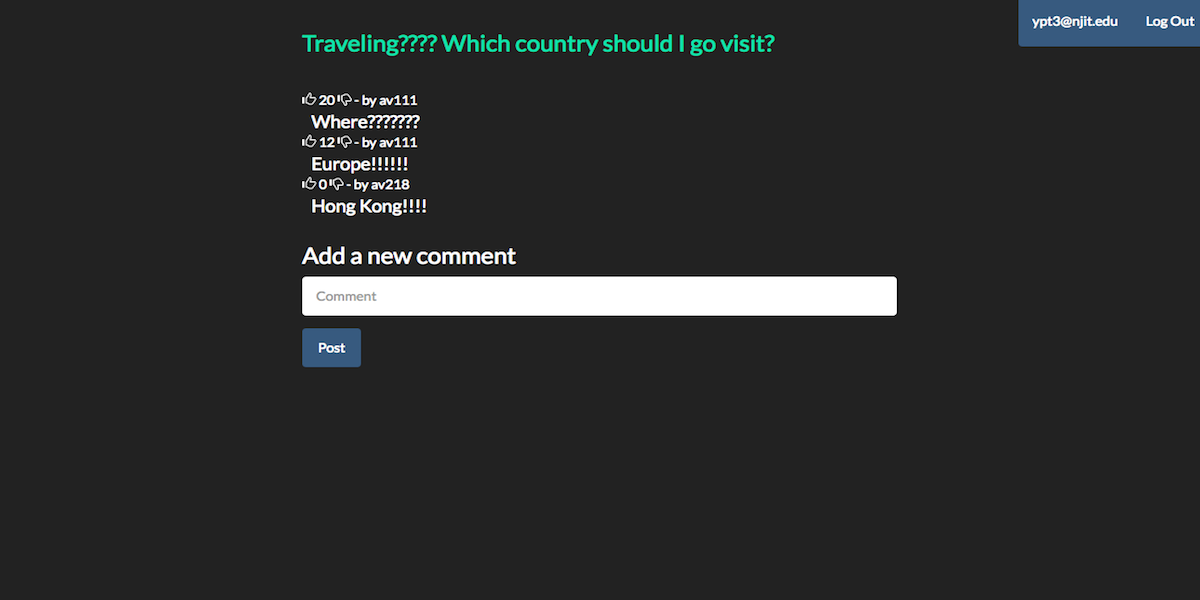 ypt3@njit.edu Log Out
Traveling???? Which country should I go visit?
20 - by av111
Where???????
12 - by av111
Europe!!!!!!
0 - by av218
Hong Kong!!!!
Add a new comment
Comment
Post